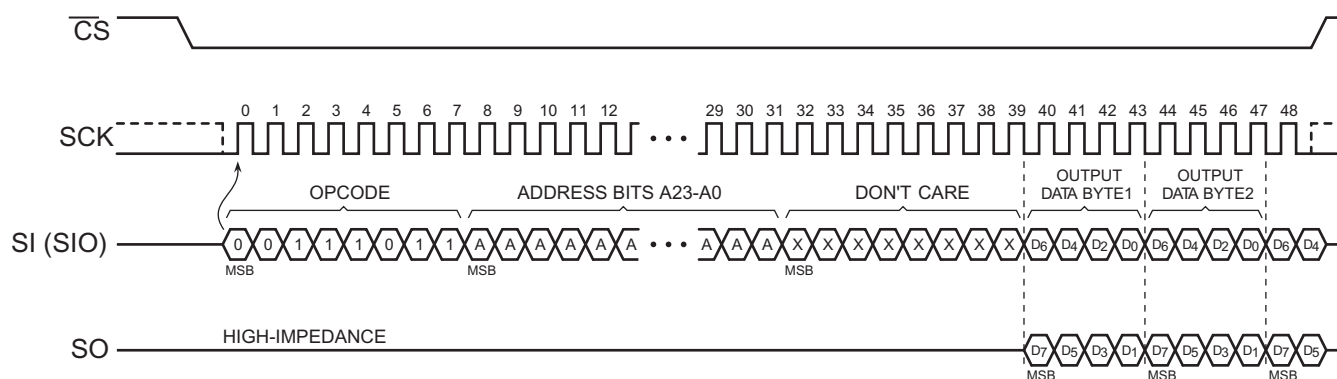 CS
0 1 2 3 4 5 6 7 8 9 10 11 12 29 30 31 32 33 34 35 36 37 38 39 40 41 42 43 44 45 46 47 48
SCK
• • •
OPCODE ADDRESS BITS A23-A0 DON'T CARE OUTPUT DATA BYTE1 OUTPUT DATA BYTE2
SI (SIO) 0 0 1 1 1 0 1 1 A A A A A A • • • A A A X X X X X X X X D6 D4 D2 D0 D6 D4 D2 D0 D6 D4
MSB MSB MSB
HIGH-IMPEDANCE
SO D7 D5 D3 D1 D7 D5 D3 D1 D7 D5
MSB MSB MSB